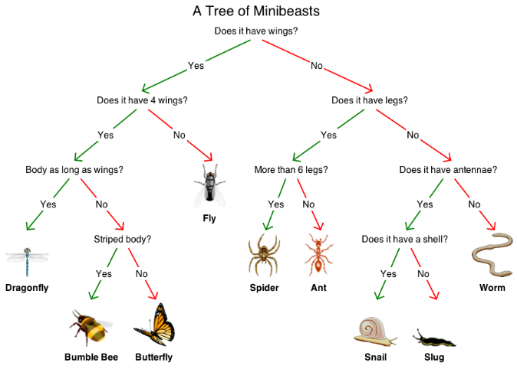 A Tree of Minibeasts
Does it have wings?
Yes
No
Does it have 4 wings?
Does it have legs?
Yes
No
Yes
No
Body as long as wings?
More than 6 legs?
Does it have antennae?
Fly
Yes
No
Yes
No
Yes
No
Striped body?
Does it have a shell?
Dragonfly
Yes
No
Spider
Ant
Yes
No
Worm
Bumble Bee
Butterfly
Snail
Slug